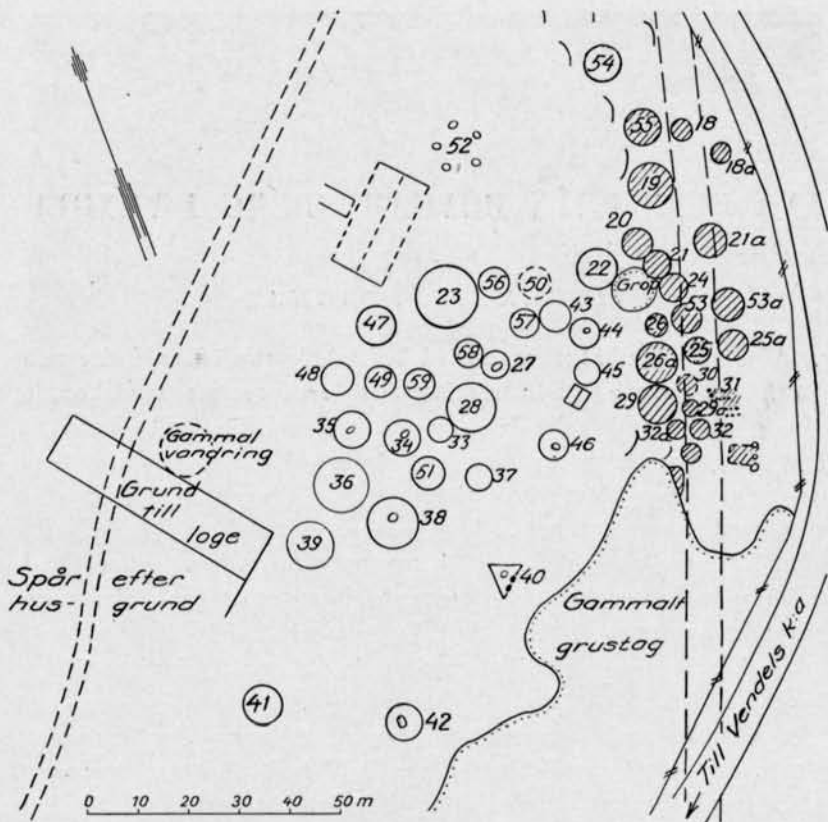 54
55
18
52
18a
19
20
21a
21
22
Grop
24
56
50
23
43
53
53a
57
26
47
44
25
25a
58
27
26a
45
30
48
49
59
31
28
29
29a
35
Gammal
vandring
34
33
32a
32
46
51
37
36
Grund
till
loge
38
39
40
Spår efter
hus- grund
Gammalt
grustag
41
42
Till Vendels k:a
0 10 20 30 40 50 m